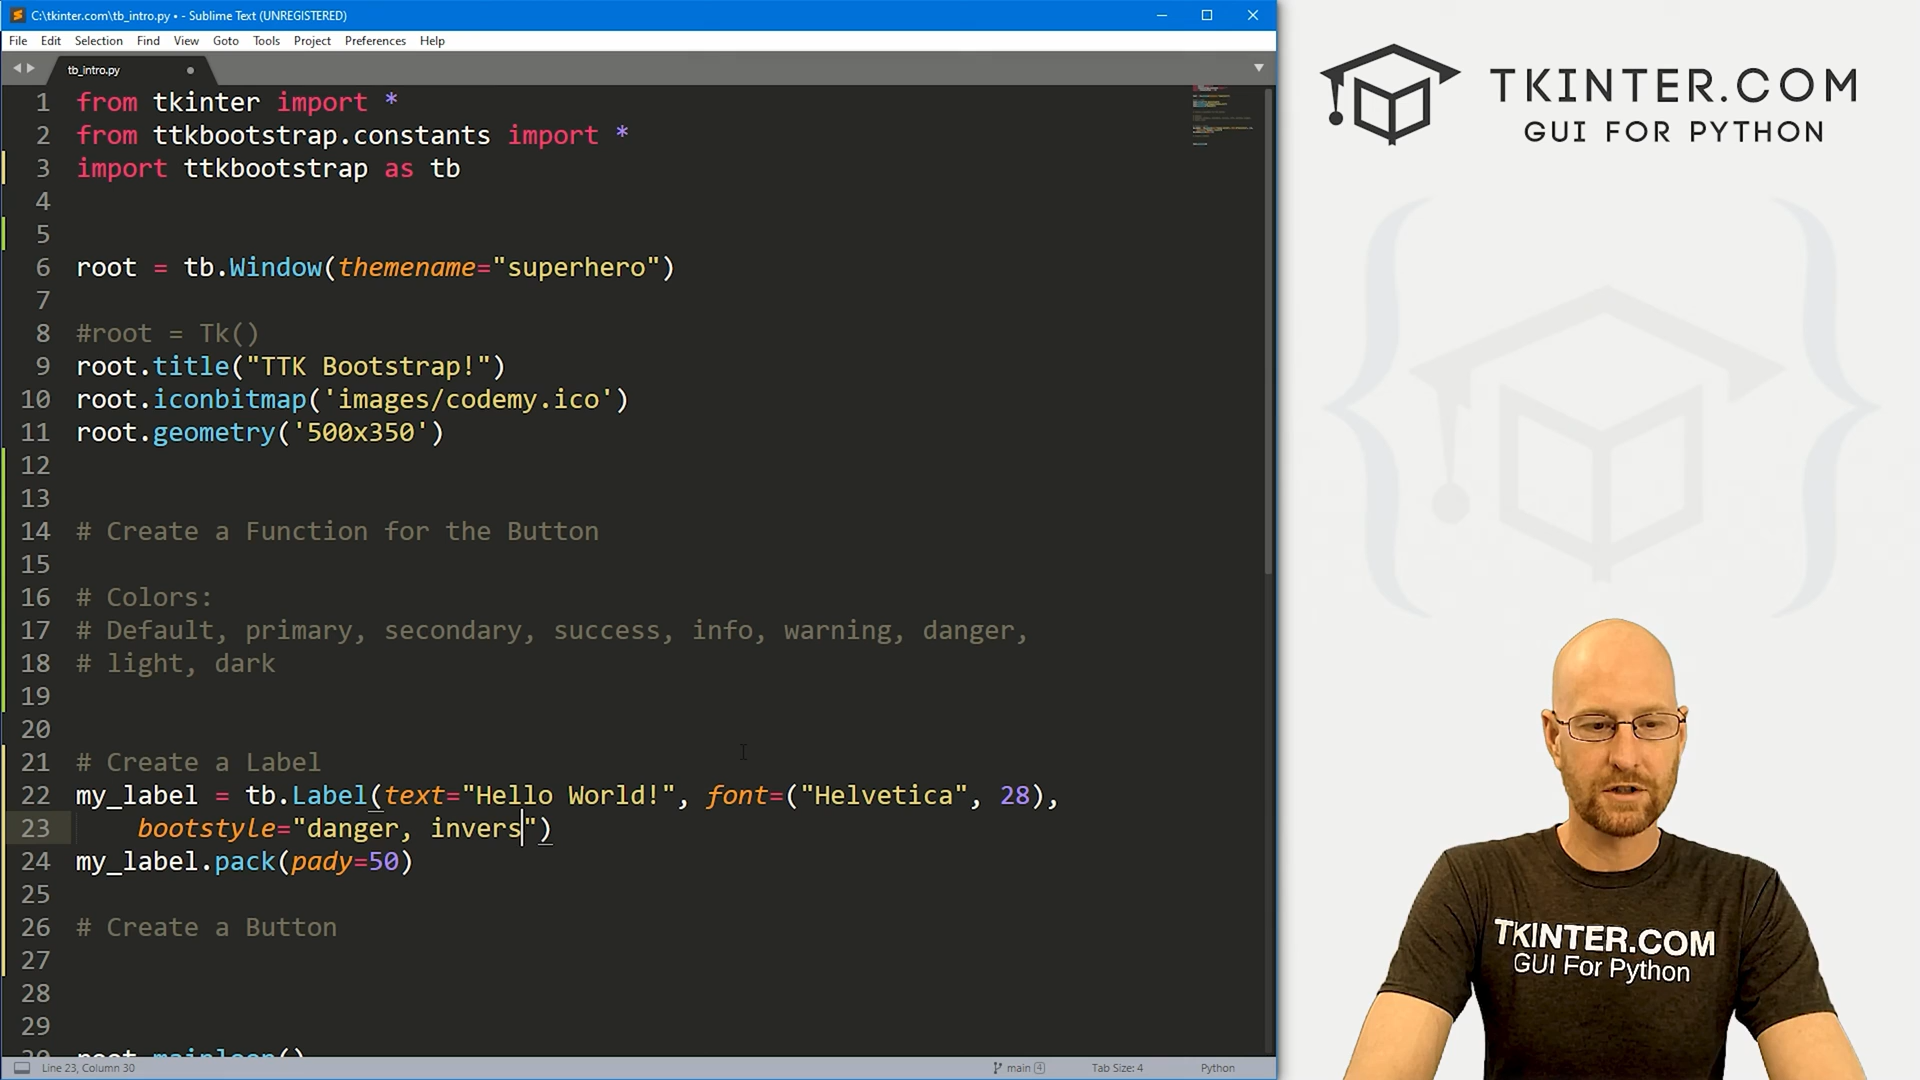 C:\tkinter.com\tb_intro.py • - Sublime Text (UNREGISTERED)
File Edit Selection Find View Goto Tools Project Preferences Help
tb_intro.py
1 from tkinter import *
2 from ttkbootstrap.constants import *
3 import ttkbootstrap as tb
4
5
6 root = tb.Window(themename="superhero")
7
8 #root = Tk()
9 root.title("TTK Bootstrap!")
10 root.iconbitmap('images/codemy.ico')
11 root.geometry('500x350')
12
13
14 # Create a Function for the Button
15
16 # Colors:
17 # Default, primary, secondary, success, info, warning, danger,
18 # light, dark
19
20
21 # Create a Label
22 my_label = tb.Label(text="Hello World!", font=("Helvetica", 28),
23 bootstyle="danger, invers")
24 my_label.pack(pady=50)
25
26 # Create a Button
27
28
29
30 root.mainloop()
Line 23, Column 30
main 4
Tab Size: 4
Python
TKINTER.COM
GUI FOR PYTHON
TKINTER.COM
GUI For Python